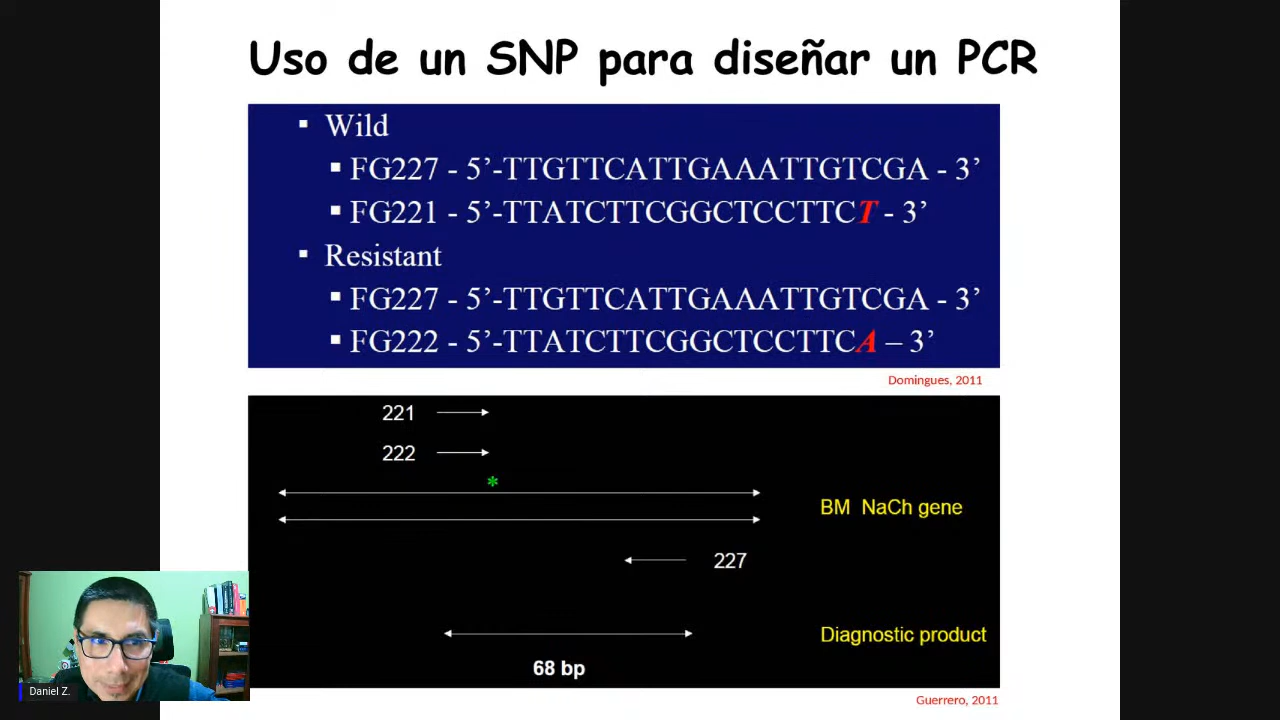 Uso de un SNP para diseñar un PCR
▪ Wild
▪ FG227 - 5’-TTGTTCATTGAAATTGTCGA - 3’
▪ FG221 - 5’-TTATCTTCGGCTCCTTCT - 3’
▪ Resistant
▪ FG227 - 5’-TTGTTCATTGAAATTGTCGA - 3’
▪ FG222 - 5’-TTATCTTCGGCTCCTTCA – 3’
Domingues, 2011
221
222
*
BM NaCh gene
227
Diagnostic product
68 bp
Guerrero, 2011
Daniel Z.